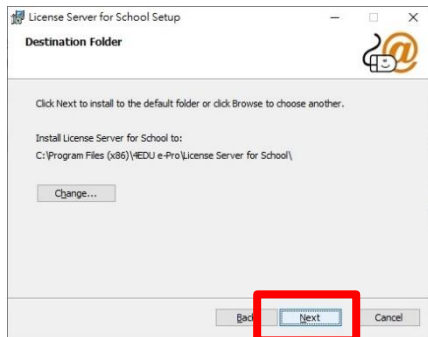 License Server for School Setup
Destination Folder
Click Next to install to the default folder or click Browse to choose another.
Install License Server for School to:
C:\Program Files (x86)\4EDU e-Pro\License Server for School\
Change...
Back Next Cancel